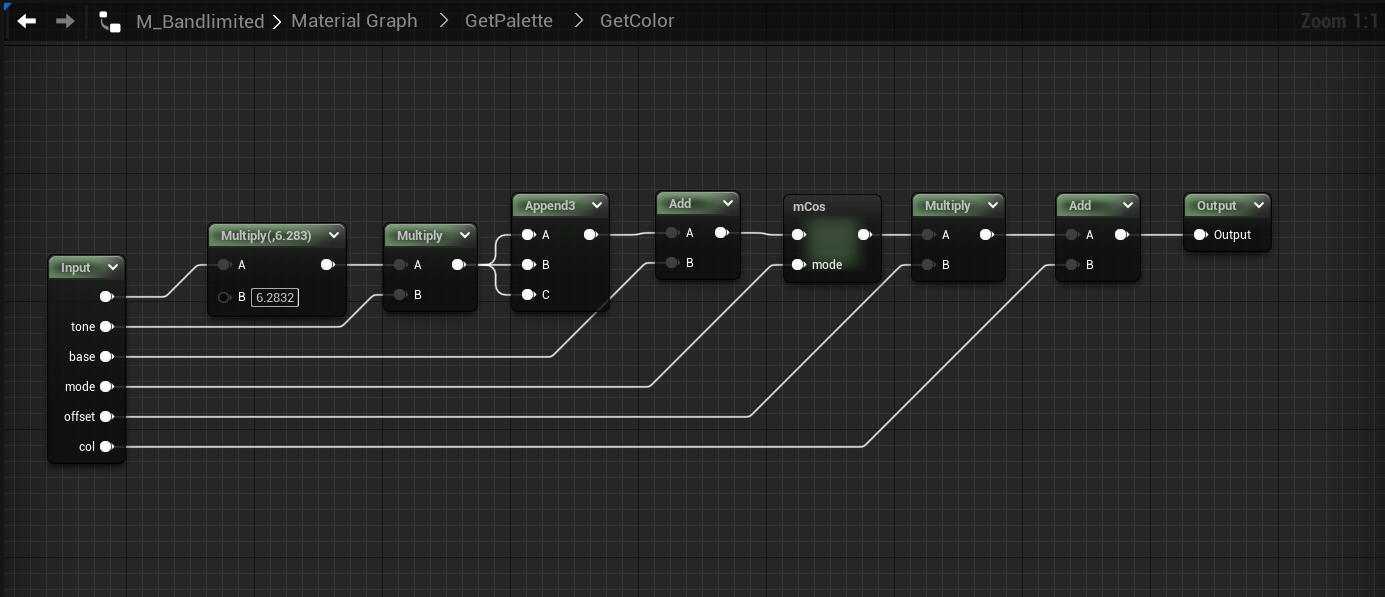 M_Bandlimited > Material Graph > GetPalette > GetColor
Zoom 1:1
Input
tone
base
mode
offset
col
Multiply(,6.283)
A
B 6.2832
Multiply
A
B
Append3
A
B
C
Add
A
B
mCos
mode
Multiply
A
B
Add
A
B
Output
Output